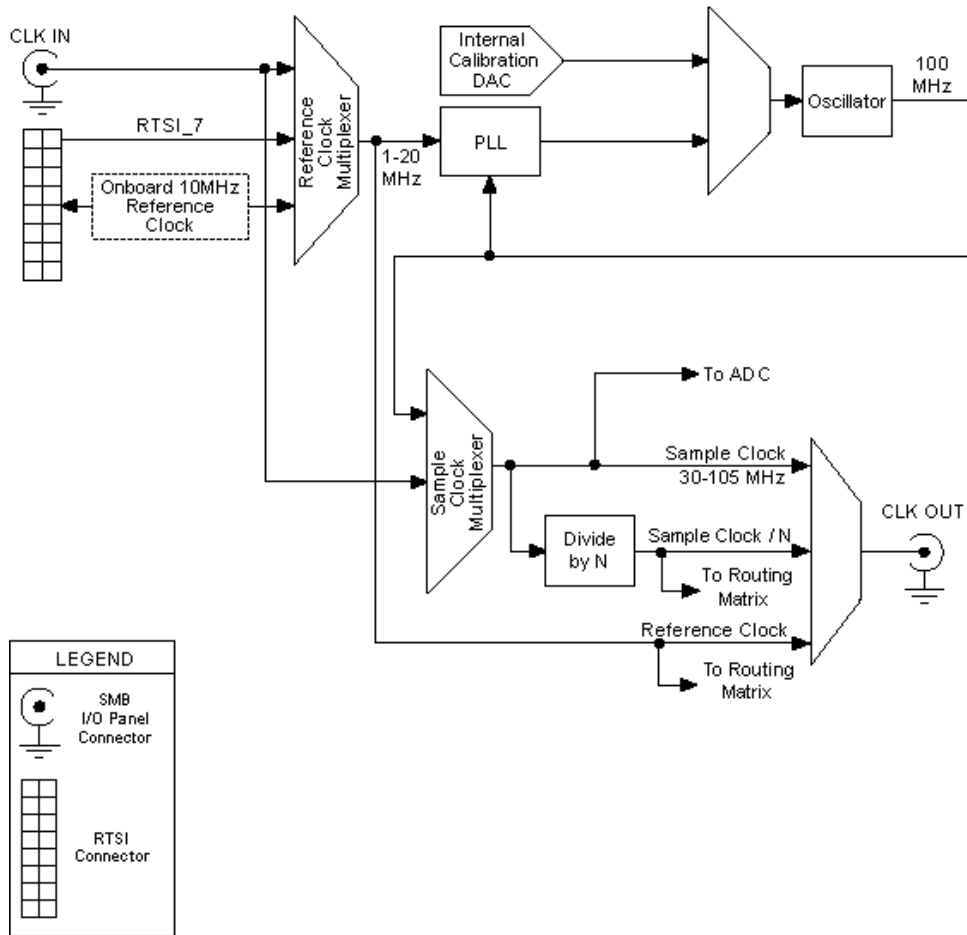 CLK IN
RTSI_7
Onboard 10MHz
Reference
Clock
Reference
Clock
Multiplexer
1-20
MHz
Internal
Calibration
DAC
PLL
Oscillator
100
MHz
Sample
Clock
Multiplexer
To ADC
Sample Clock
30-105 MHz
Divide
by N
Sample Clock / N
To Routing
Matrix
Reference Clock
To Routing
Matrix
CLK OUT
LEGEND
SMB
I/O Panel
Connector
RTSI
Connector